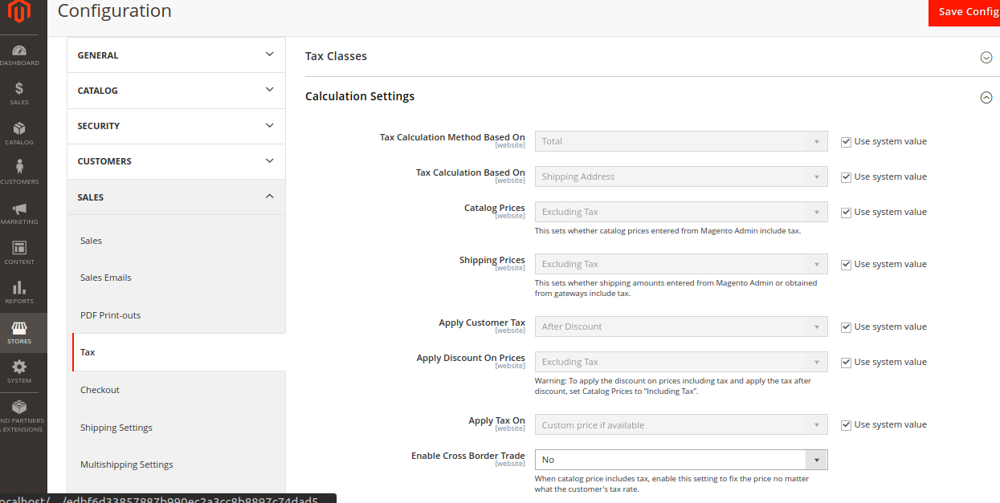 Configuration
Save Config
DASHBOARD
SALES
CATALOG
CUSTOMERS
MARKETING
CONTENT
REPORTS
STORES
SYSTEM
ND PARTNERS
& EXTENSIONS
GENERAL
CATALOG
SECURITY
CUSTOMERS
SALES
Sales
Sales Emails
PDF Print-outs
Tax
Checkout
Shipping Settings
Multishipping Settings
Tax Classes
Calculation Settings
Tax Calculation Method Based On
[website]
Total
Use system value
Tax Calculation Based On
[website]
Shipping Address
Use system value
Catalog Prices
[website]
Excluding Tax
Use system value
This sets whether catalog prices entered from Magento Admin include tax.
Shipping Prices
[website]
Excluding Tax
Use system value
This sets whether shipping amounts entered from Magento Admin or obtained
from gateways include tax.
Apply Customer Tax
[website]
After Discount
Use system value
Apply Discount On Prices
[website]
Excluding Tax
Use system value
Warning: To apply the discount on prices including tax and apply the tax after
discount, set Catalog Prices to “Including Tax”.
Apply Tax On
[website]
Custom price if available
Use system value
Enable Cross Border Trade
[website]
No
When catalog price includes tax, enable this setting to fix the price no matter
what the customer's tax rate.